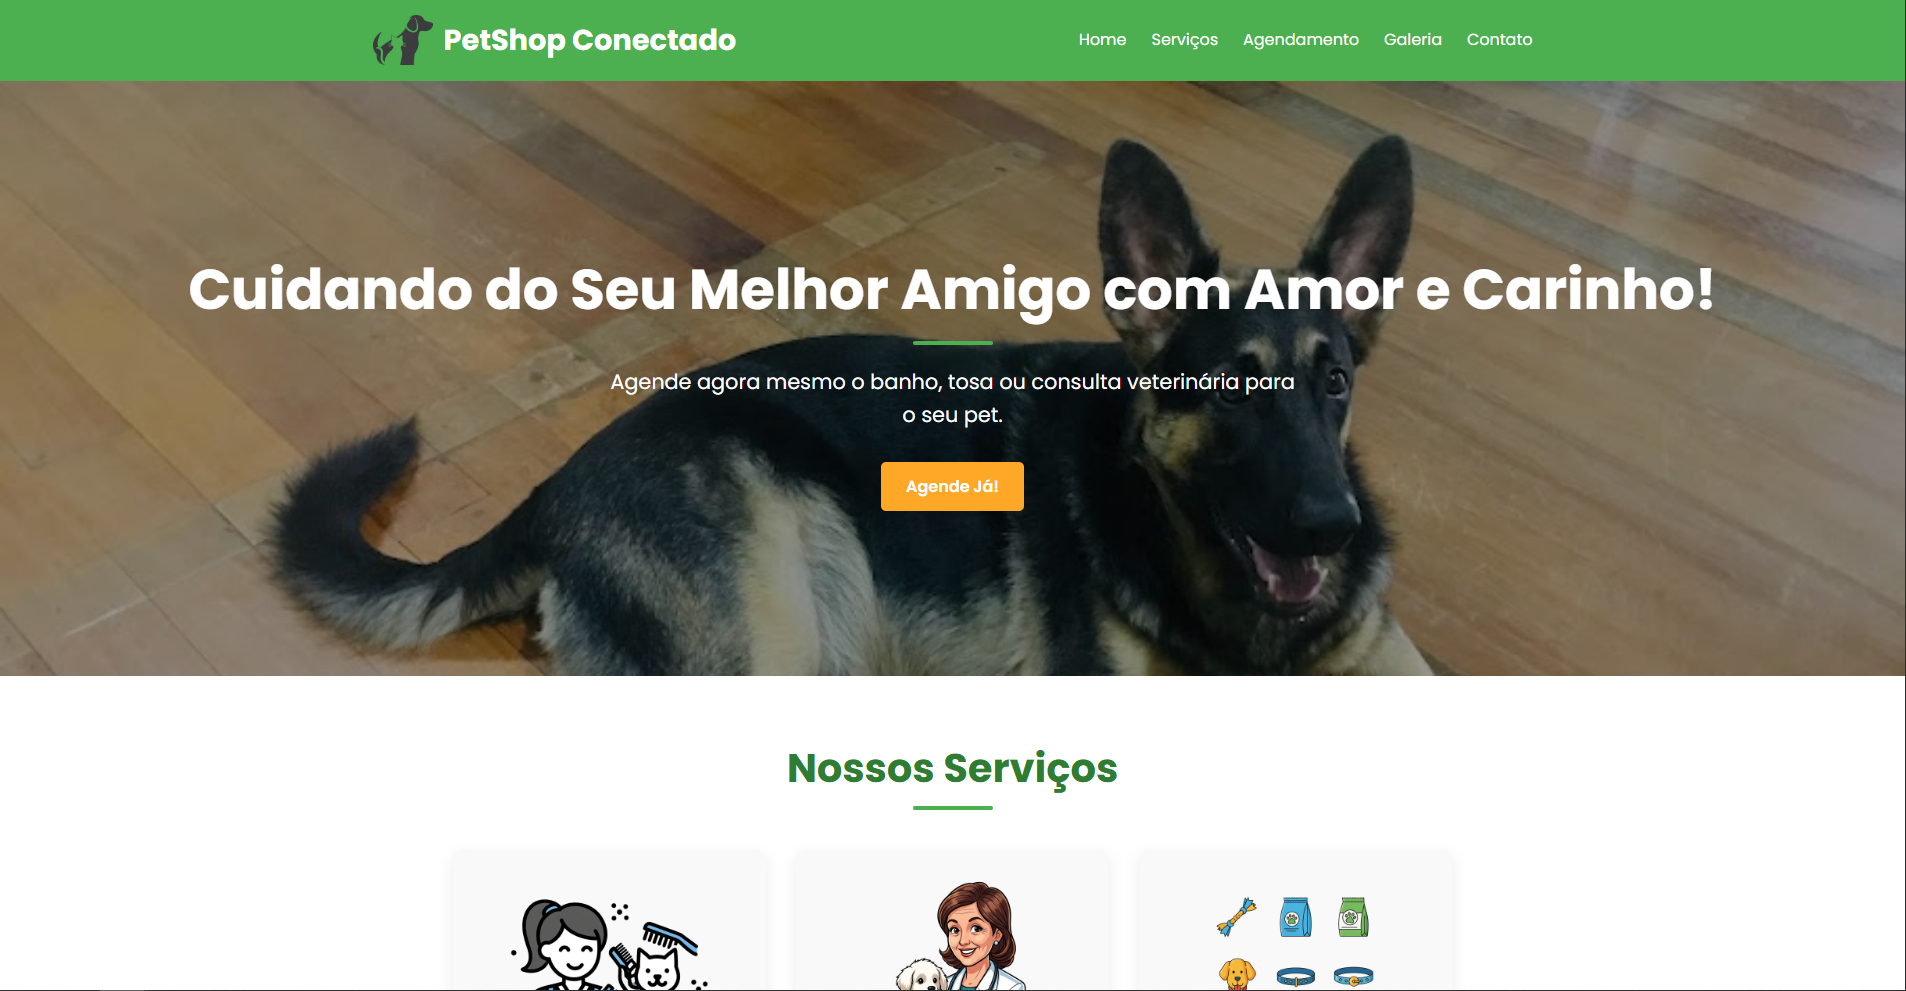 PetShop Conectado
Home Serviços Agendamento Galeria Contato
Cuidando do Seu Melhor Amigo com Amor e Carinho!
Agende agora mesmo o banho, tosa ou consulta veterinária para
o seu pet.
Agende Já!
Nossos Serviços